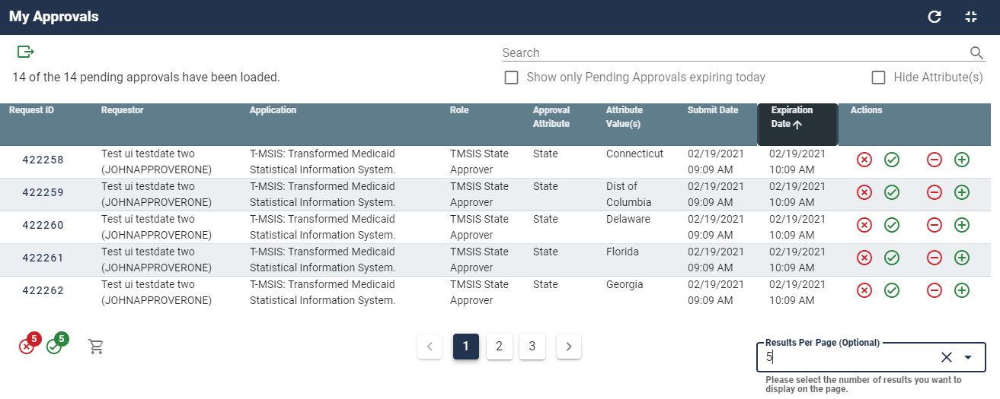 My Approvals
Search
14 of the 14 pending approvals have been loaded.
Show only Pending Approvals expiring today
Hide Attribute(s)
Request ID Requestor Application Role Approval Attribute Submit Date Expiration Actions
Attribute Value(s) Date
422258 Test ui testdate two T-MSIS: Transformed Medicaid TMSIS State State Connecticut 02/19/2021 02/19/2021
(JOHNAPPROVERONE) Statistical Information System. Approver 09:09 AM 10:09 AM
422259 Test ui testdate two T-MSIS: Transformed Medicaid TMSIS State State Dist of 02/19/2021 02/19/2021
(JOHNAPPROVERONE) Statistical Information System. Approver Columbia 09:09 AM 10:09 AM
422260 Test ui testdate two T-MSIS: Transformed Medicaid TMSIS State State Delaware 02/19/2021 02/19/2021
(JOHNAPPROVERONE) Statistical Information System. Approver 09:09 AM 10:09 AM
422261 Test ui testdate two T-MSIS: Transformed Medicaid TMSIS State State Florida 02/19/2021 02/19/2021
(JOHNAPPROVERONE) Statistical Information System. Approver 09:09 AM 10:09 AM
422262 Test ui testdate two T-MSIS: Transformed Medicaid TMSIS State State Georgia 02/19/2021 02/19/2021
(JOHNAPPROVERONE) Statistical Information System. Approver 09:09 AM 10:09 AM
5 5
1 2 3
Results Per Page (Optional)
5
Please select the number of results you want to
display on the page.